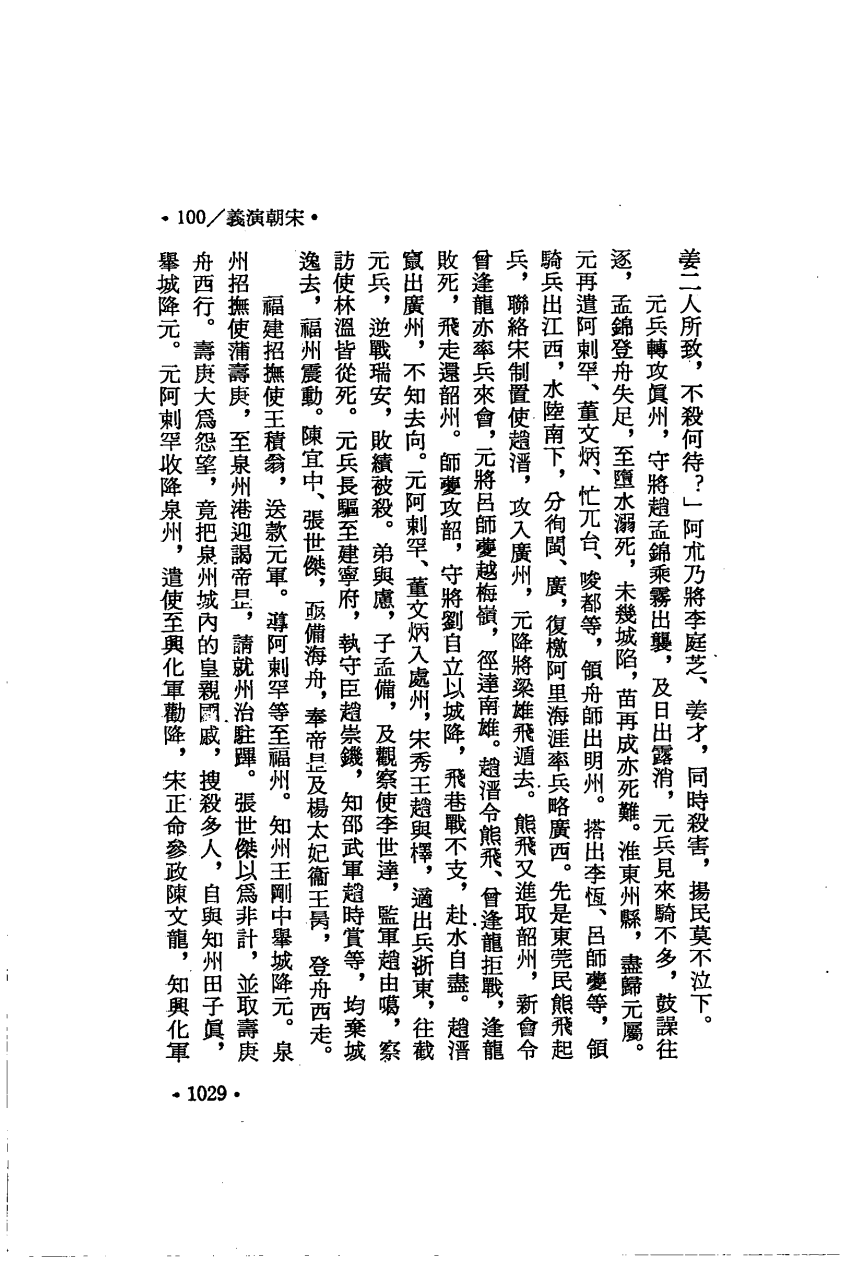 •100/義演朝宋•
姜二人所致，不殺何待？」阿朮乃將李庭芝、姜才，同時殺害，揚民莫不泣下。
元兵轉攻眞州，守將趙孟錦乘霧出襲，及日出露消，元兵見來騎不多，鼓譟往
逐，孟錦登舟失足，至墮水溺死，未幾城陷，苗再成亦死難。淮東州縣，盡歸元屬。
元再遣阿剌罕、董文炳、忙兀台、唆都等，領舟師出明州。搭出李恆、呂師夔等，領
騎兵出江西，水陸南下，分徇閩、廣，復檄阿里海涯率兵略廣西。先是東莞民熊飛起
兵，聯絡宋制置使趙溍，攻入廣州，元降將梁雄飛遁去。熊飛又進取韶州，新會令
曾逢龍亦率兵來會，元將呂師夔越梅嶺，徑達南雄。趙溍令熊飛、曾逢龍拒戰，逢龍
敗死，飛走還韶州。師夔攻韶，守將劉自立以城降，飛巷戰不支，赴水自盡。趙溍
竄出廣州，不知去向。元阿剌罕、董文炳入處州，宋秀王趙與檡，適出兵浙東，往截
元兵，逆戰瑞安，敗績被殺。弟與慮，子孟備，及觀察使李世達，監軍趙由噶，察
訪使林溫皆從死。元兵長驅至建寧府，執守臣趙崇鐖，知邵武軍趙時賞等，均棄城
逸去，福州震動。陳宜中、張世傑，亟備海舟，奉帝昰及楊太妃衞王昺，登舟西走。
福建招撫使王積翁，送款元軍。導阿剌罕等至福州。知州王剛中舉城降元。泉
州招撫使蒲壽庚，至泉州港迎謁帝昰，請就州治駐蹕。張世傑以爲非計，並取壽庚
舟西行。壽庚大爲怨望，竟把泉州城內的皇親國戚，搜殺多人，自與知州田子眞，
舉城降元。元阿剌罕收降泉州，遣使至興化軍勸降，宋正命參政陳文龍，知興化軍
•1029•